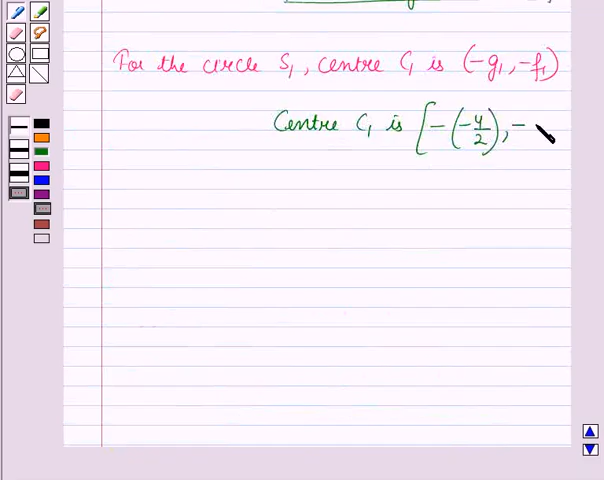 For the circle S₁, centre C₁ is (-g₁, -f₁)
Centre C₁ is [-(-4/2), -